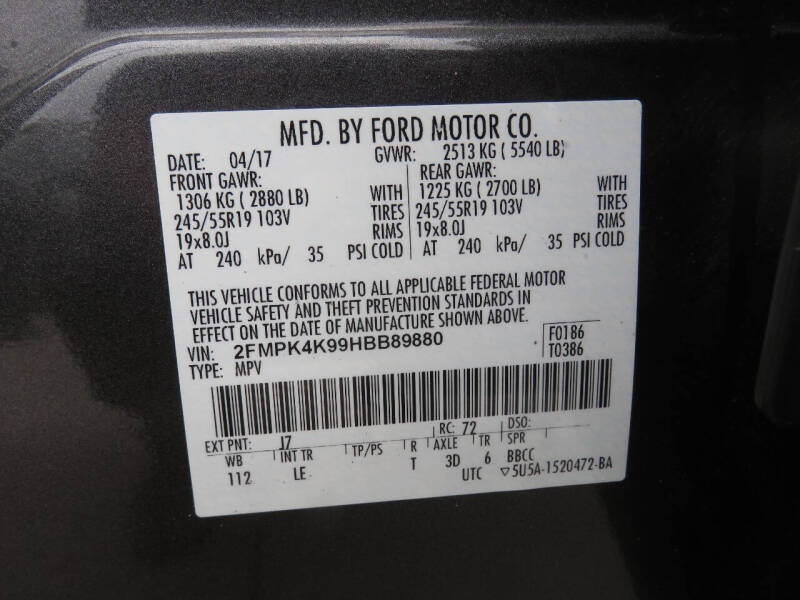 MFD. BY FORD MOTOR CO.
DATE: 04/17 GVWR: 2513 KG ( 5540 LB)
FRONT GAWR: REAR GAWR:
1306 KG ( 2880 LB) WITH 1225 KG ( 2700 LB) WITH
245/55R19 103V TIRES 245/55R19 103V TIRES
19x8.0J RIMS 19x8.0J RIMS
AT 240 kPa/ 35 PSI COLD AT 240 kPa/ 35 PSI COLD
THIS VEHICLE CONFORMS TO ALL APPLICABLE FEDERAL MOTOR
VEHICLE SAFETY AND THEFT PREVENTION STANDARDS IN
EFFECT ON THE DATE OF MANUFACTURE SHOWN ABOVE.
VIN: 2FMPK4K99HBB89880 F0186
TYPE: MPV T0386
EXT PNT: J7 RC: 72 DSO:
WB INT TR TP/PS R AXLE TR SPR
112 LE T 3D 6 BBCC
UTC ▽5U5A-1520472-BA